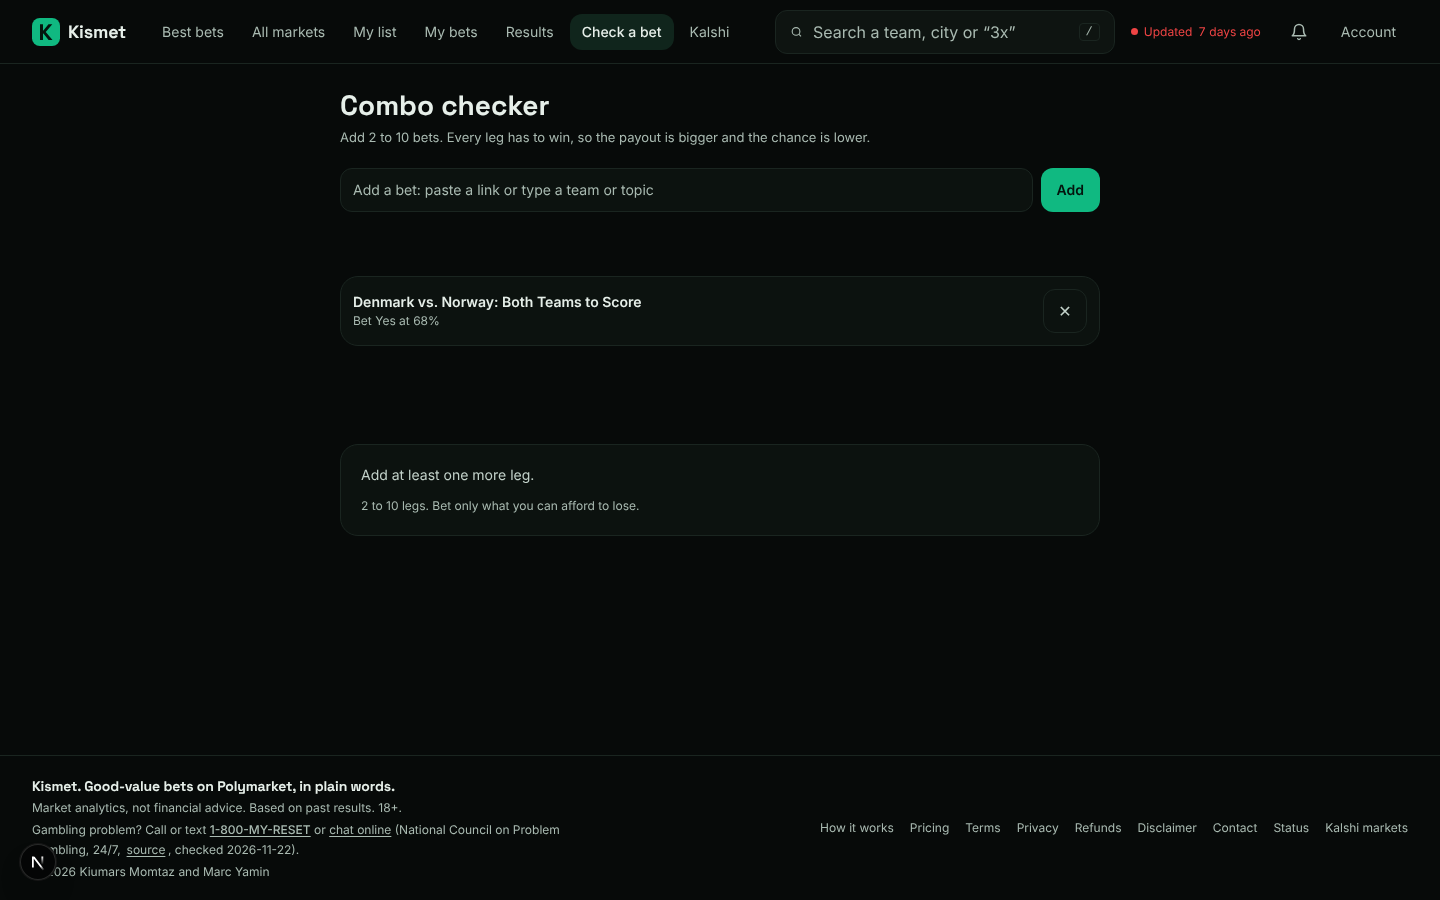 K Kismet Best bets All markets My list My bets Results Check a bet Kalshi Search a team, city or “3x” / Updated 7 days ago Account
Combo checker
Add 2 to 10 bets. Every leg has to win, so the payout is bigger and the chance is lower.
Add a bet: paste a link or type a team or topic Add
Denmark vs. Norway: Both Teams to Score
Bet Yes at 68%
✕
Add at least one more leg.
2 to 10 legs. Bet only what you can afford to lose.
Kismet. Good-value bets on Polymarket, in plain words.
Market analytics, not financial advice. Based on past results. 18+.
Gambling problem? Call or text 1-800-MY-RESET or chat online (National Council on Problem
mbling, 24/7, source , checked 2026-11-22).
N 026 Kiumars Momtaz and Marc Yamin
How it works Pricing Terms Privacy Refunds Disclaimer Contact Status Kalshi markets